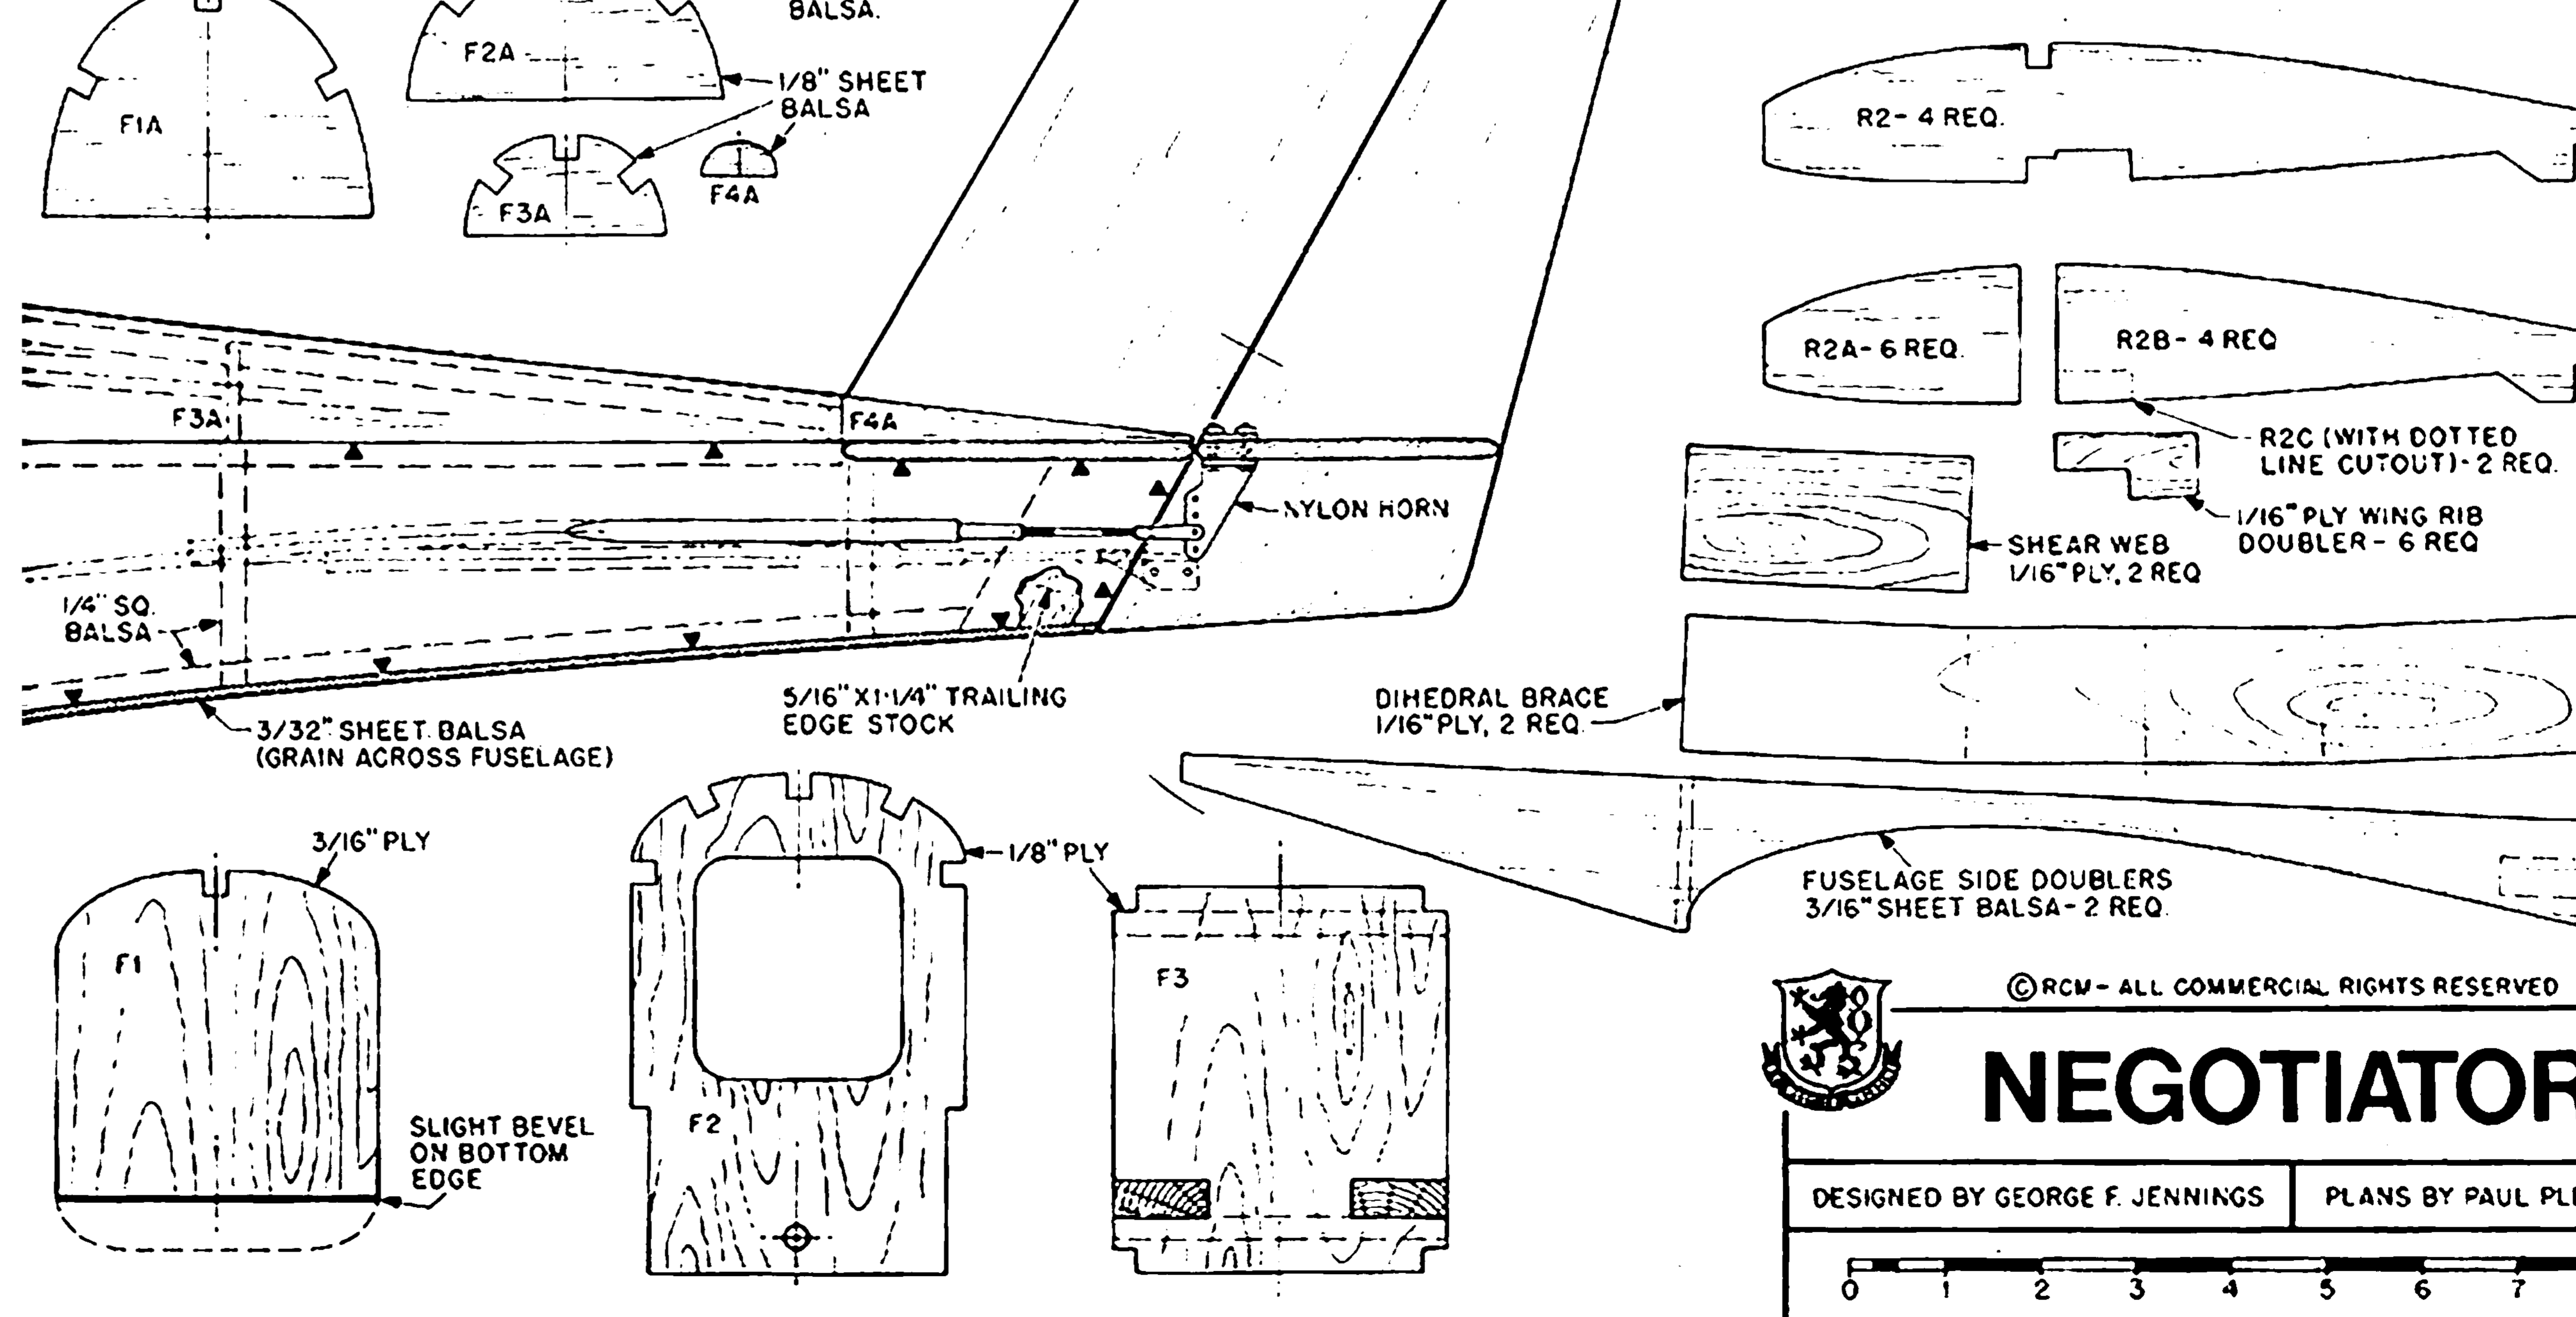 BALSA.
F2A
1/8" SHEET
BALSA
F1A
F3A
F4A
R2- 4 REQ.
R2A- 6 REQ.
R2B- 4 REQ
F3A
F4A
R2C (WITH DOTTED
LINE CUTOUT)- 2 REQ.
NYLON HORN
1/16" PLY WING RIB
DOUBLER- 6 REQ
SHEAR WEB
1/16" PLY, 2 REQ
1/4" SQ.
BALSA
5/16" X 1-1/4" TRAILING
EDGE STOCK
DIHEDRAL BRACE
1/16" PLY, 2 REQ.
3/32" SHEET BALSA
(GRAIN ACROSS FUSELAGE)
3/16" PLY
1/8" PLY
FUSELAGE SIDE DOUBLERS
3/16" SHEET BALSA- 2 REQ.
F1
F2
F3
SLIGHT BEVEL
ON BOTTOM
EDGE
©RCM- ALL COMMERCIAL RIGHTS RESERVED
NEGOTIATOR
DESIGNED BY GEORGE F. JENNINGS
PLANS BY PAUL
0 1 2 3 4 5 6 7